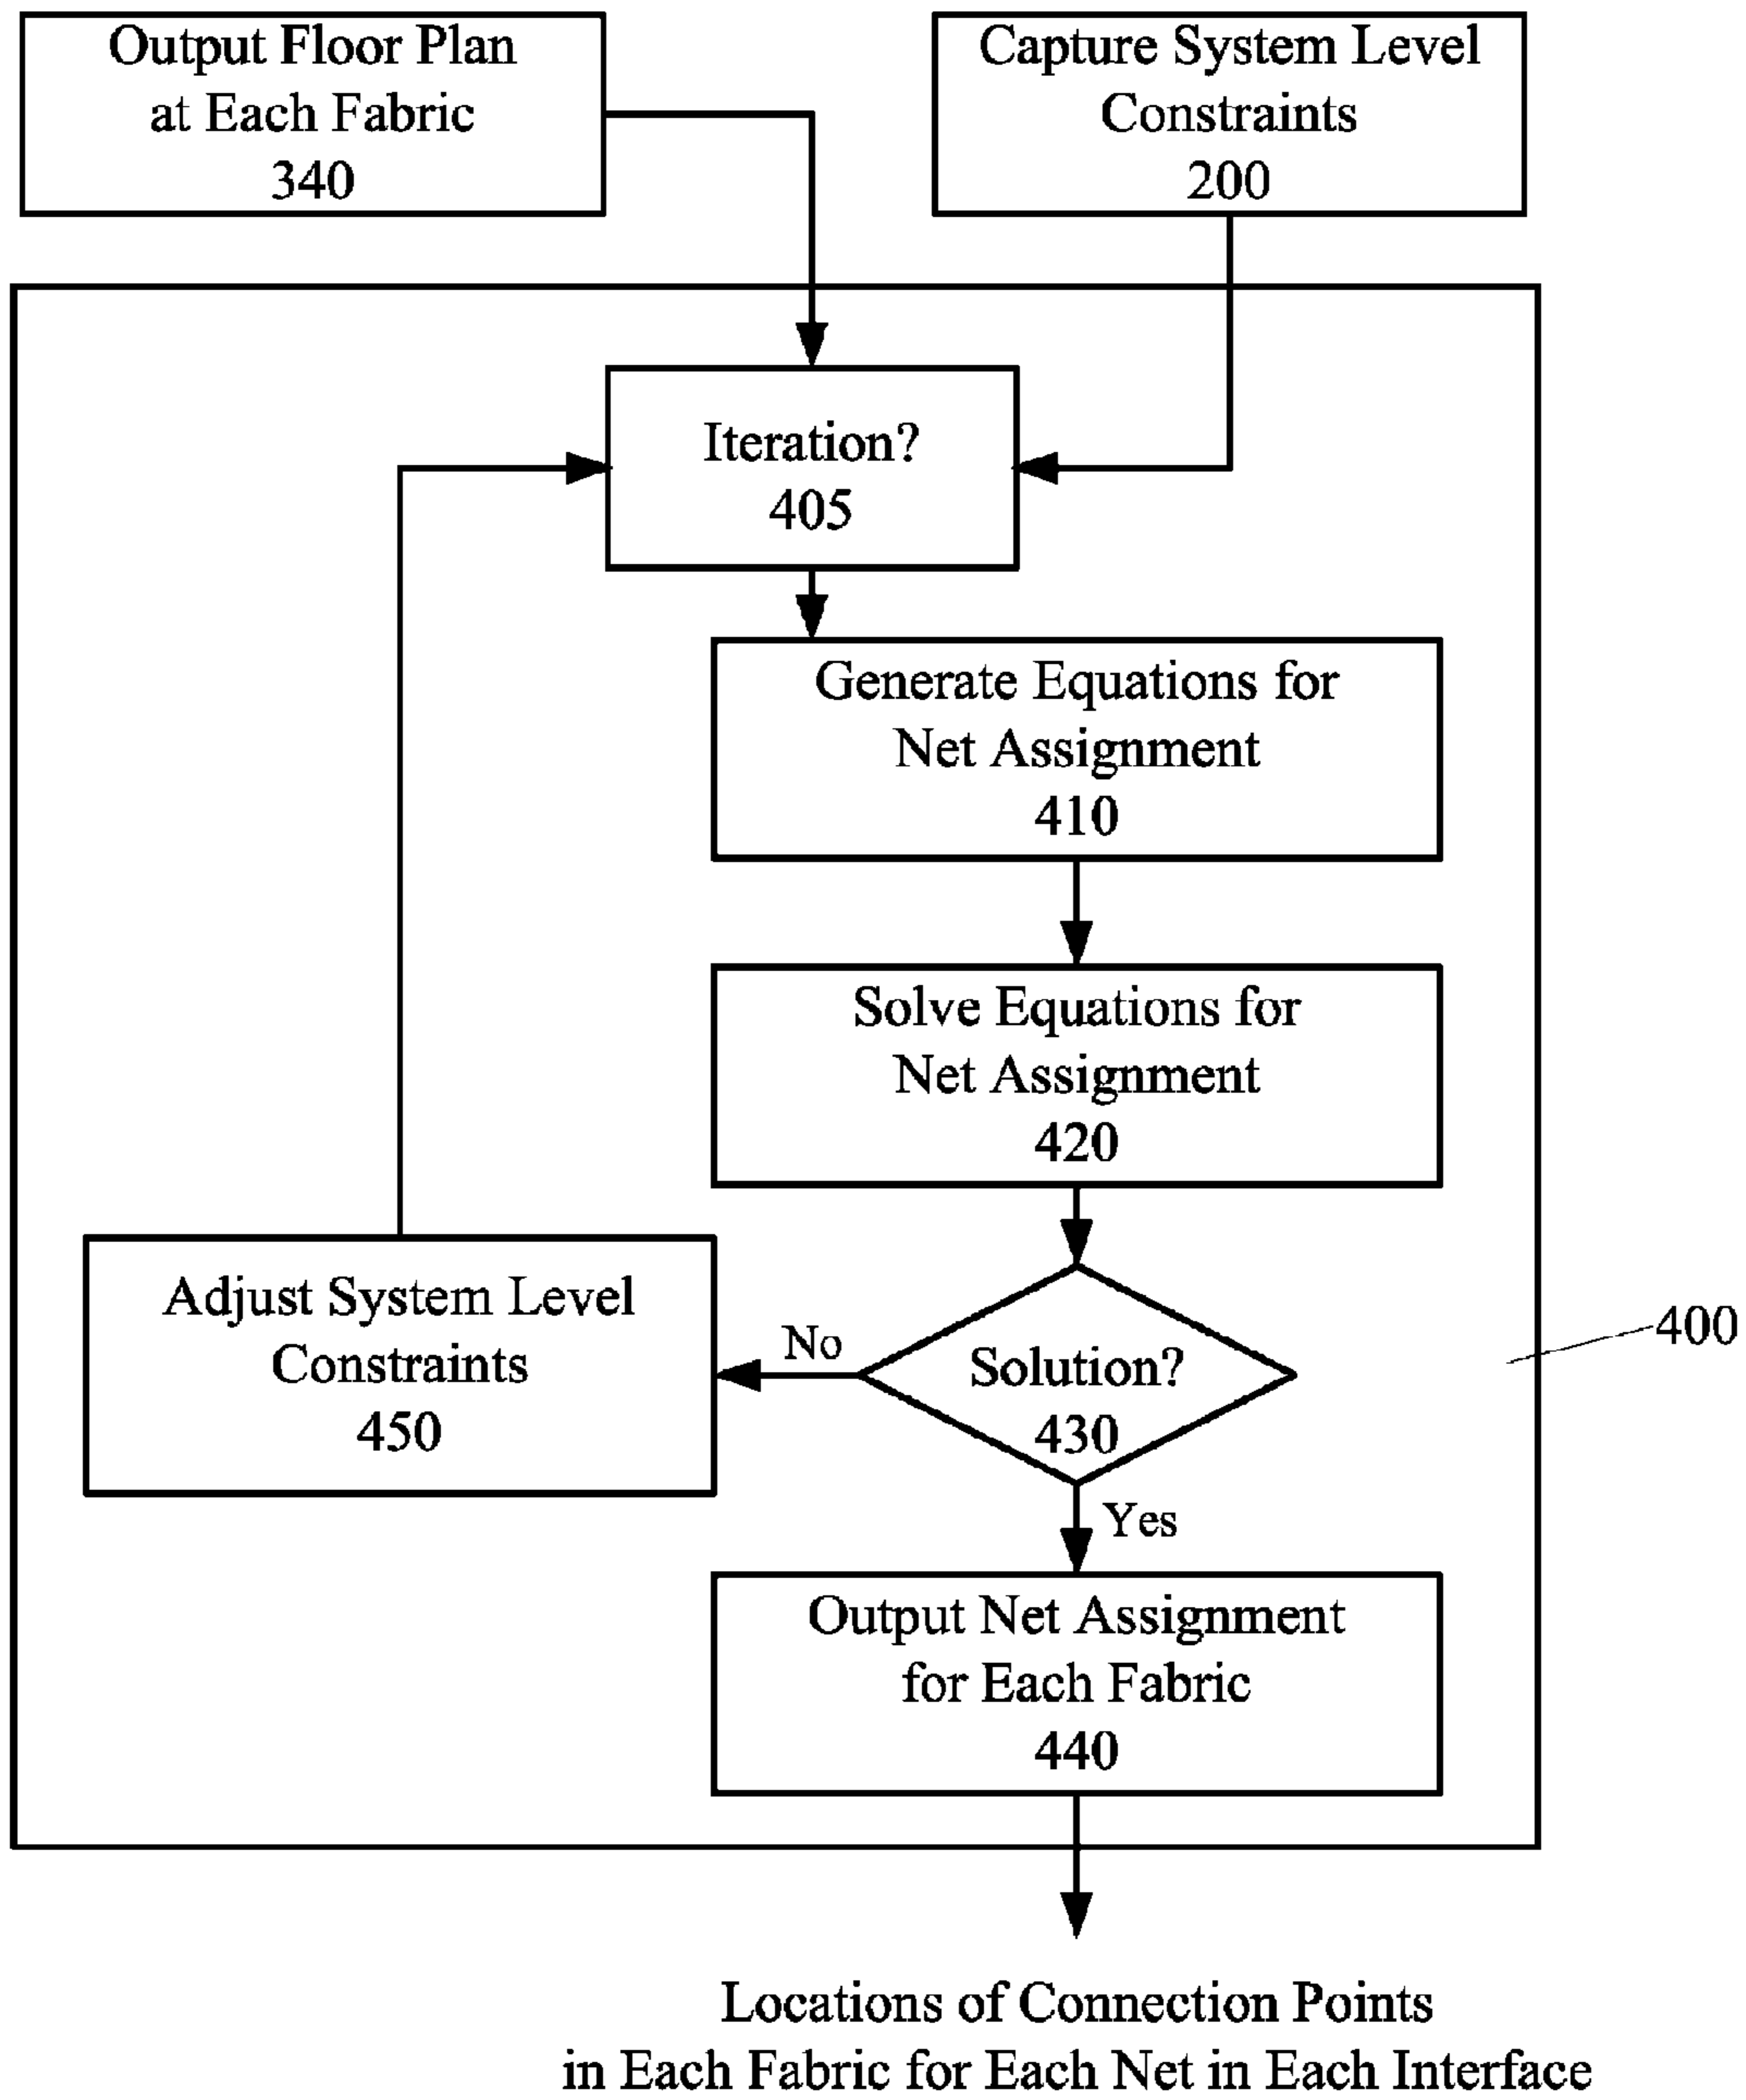 Output Floor Plan
at Each Fabric
340
Capture System Level
Constraints
200
Iteration?
405
Generate Equations for
Net Assignment
410
Solve Equations for
Net Assignment
420
Adjust System Level
Constraints
450
No
Solution?
430
400
Yes
Output Net Assignment
for Each Fabric
440
Locations of Connection Points
in Each Fabric for Each Net in Each Interface